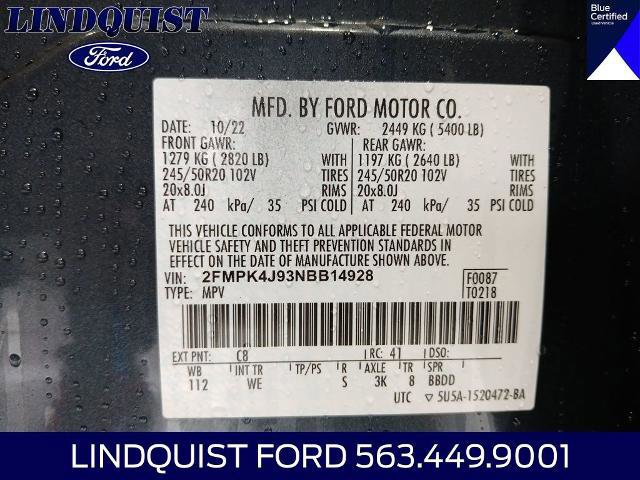 LINDQUIST
Ford
Blue
Certified
MFD. BY FORD MOTOR CO.
DATE: 10/22 GVWR: 2449 KG ( 5400 LB)
FRONT GAWR: REAR GAWR:
1279 KG ( 2820 LB) WITH 1197 KG ( 2640 LB) WITH
245/50R20 102V TIRES 245/50R20 102V TIRES
20x8.0J RIMS 20x8.0J RIMS
AT 240 kPa/ 35 PSI COLD AT 240 kPa/ 35 PSI COLD
THIS VEHICLE CONFORMS TO ALL APPLICABLE FEDERAL MOTOR
VEHICLE SAFETY AND THEFT PREVENTION STANDARDS IN
EFFECT ON THE DATE OF MANUFACTURE SHOWN ABOVE.
VIN: 2FMPK4J93NBB14928 F0087
TYPE: MPV T0218
EXT PNT: C8 RC: 41 DSO:
WB INT TR TP/PS R AXLE TR SPR
112 WE S 3K 8 BBDD
UTC ▽ 5U5A-1520472-BA
LINDQUIST FORD 563.449.9001